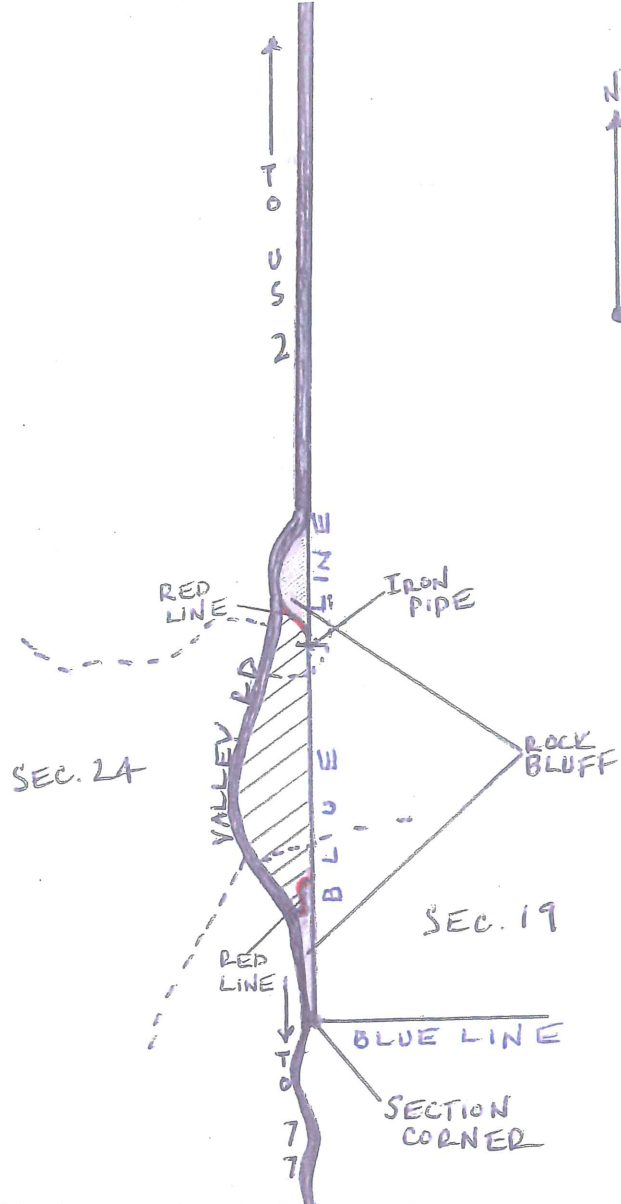 N
TO US 2
BLUE LINE
RED
LINE
IRON
PIPE
VALLEY RD
ROCK
BLUFF
SEC. 24
SEC. 19
RED
LINE
BLUE LINE
TO 77
SECTION
CORNER